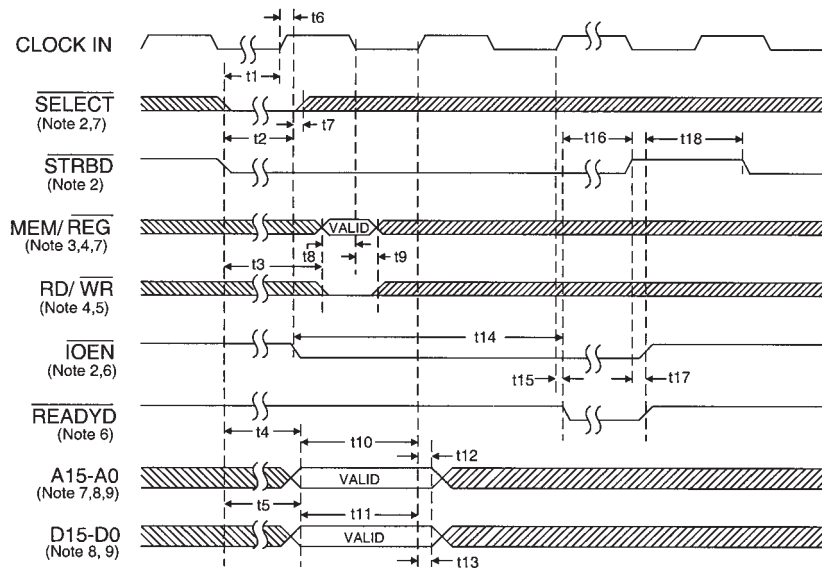 t6
CLOCK IN
t1
SELECT
(Note 2,7)
t7
t2
t16
t18
STRBD
(Note 2)
MEM/REG
(Note 3,4,7)
VALID
t8
t9
t3
RD/WR
(Note 4,5)
t14
IOEN
(Note 2,6)
t15
t17
READYD
(Note 6)
t4
t10
t12
A15-A0
(Note 7,8,9)
VALID
t5
t11
D15-D0
(Note 8, 9)
VALID
t13